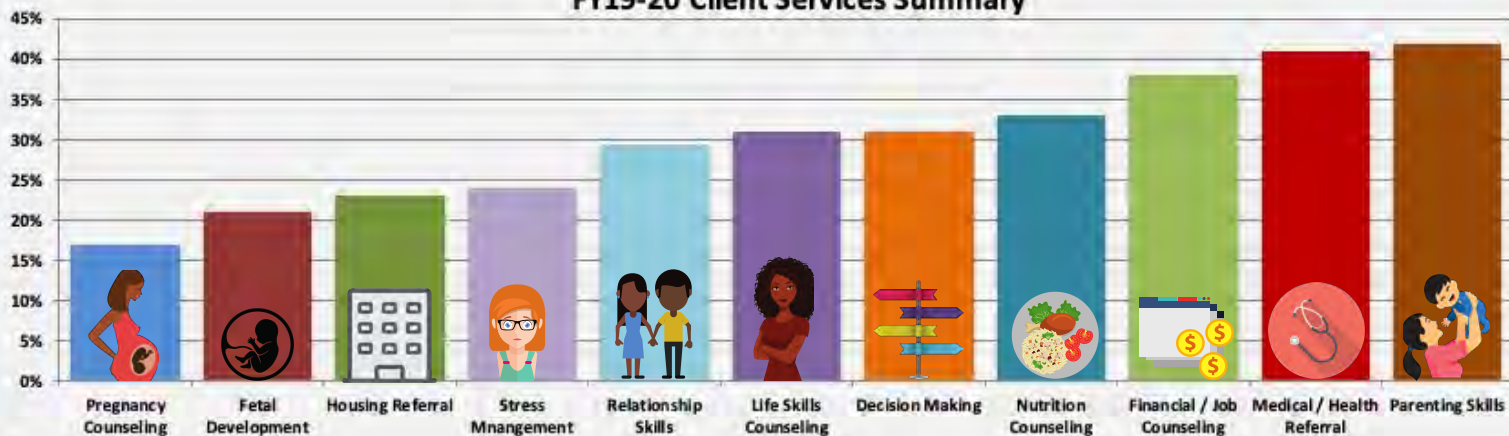 FY19-20 Client Services Summary
45%
40%
35%
30%
25%
20%
15%
10%
5%
0%
Pregnancy
Counseling
Fetal
Development
Housing Referral
Stress
Mnangement
Relationship
Skills
Life Skills
Counseling
Decision Making
Nutrition
Counseling
Financial / Job
Counseling
Medical / Health
Referral
Parenting Skills
$
$
$